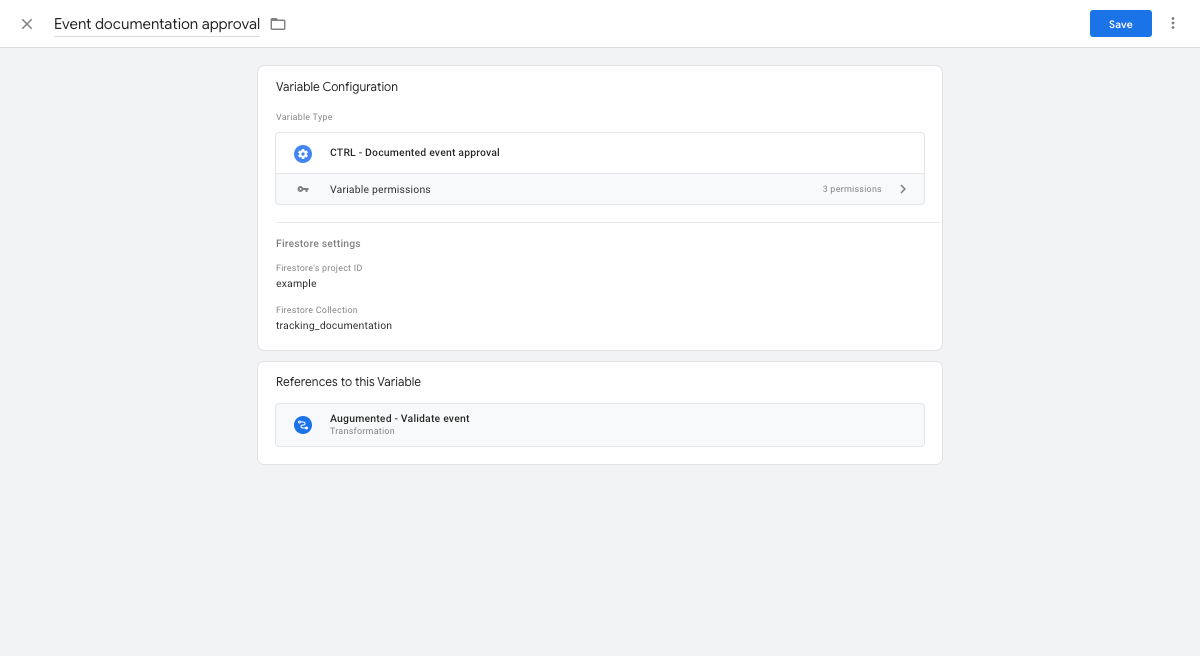 Event documentation approval
Save
Variable Configuration
Variable Type
CTRL - Documented event approval
Variable permissions
3 permissions
Firestore settings
Firestore's project ID
example
Firestore Collection
tracking_documentation
References to this Variable
Augumented - Validate event
Transformation